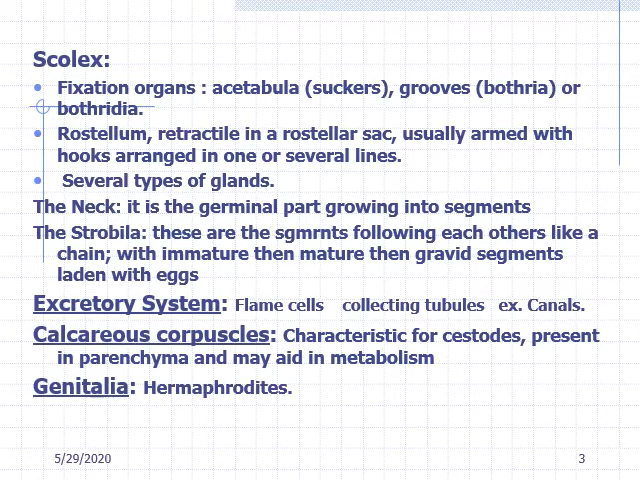 Scolex:
• Fixation organs : acetabula (suckers), grooves (bothria) or
bothridia.
• Rostellum, retractile in a rostellar sac, usually armed with
hooks arranged in one or several lines.
• Several types of glands.
The Neck: it is the germinal part growing into segments
The Strobila: these are the sgmrnts following each others like a
chain; with immature then mature then gravid segments
laden with eggs
Excretory System: Flame cells collecting tubules ex. Canals.
Calcareous corpuscles: Characteristic for cestodes, present
in parenchyma and may aid in metabolism
Genitalia: Hermaphrodites.
5/29/2020 3